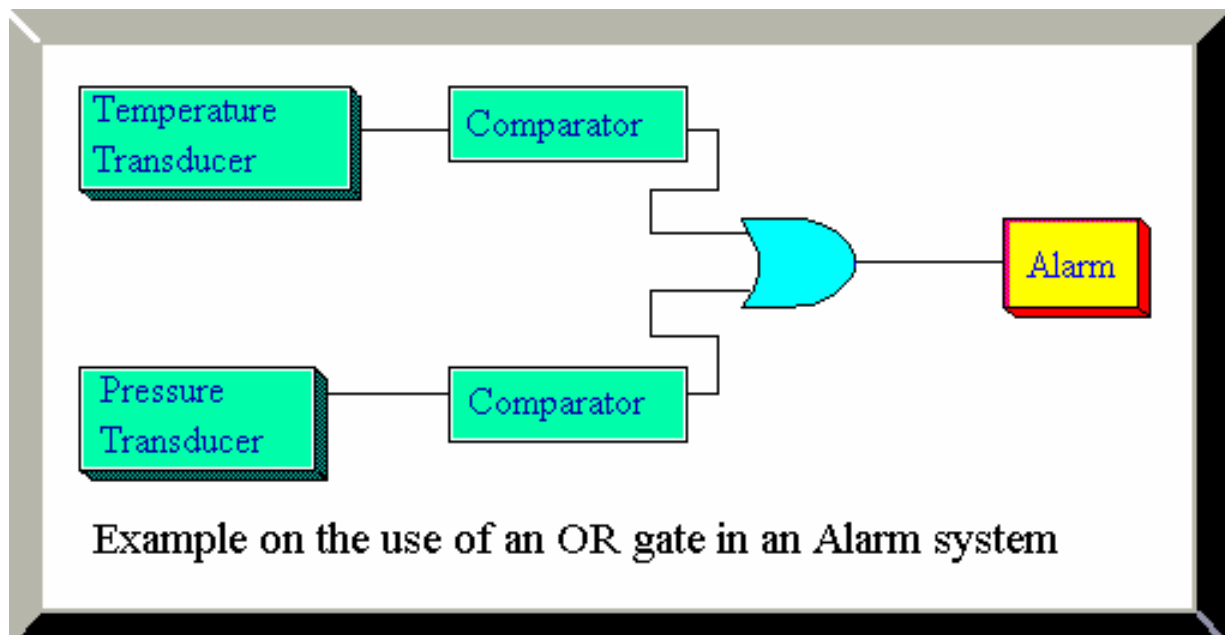 Temperature
Transducer
Comparator
Alarm
Pressure
Transducer
Comparator
Example on the use of an OR gate in an Alarm system